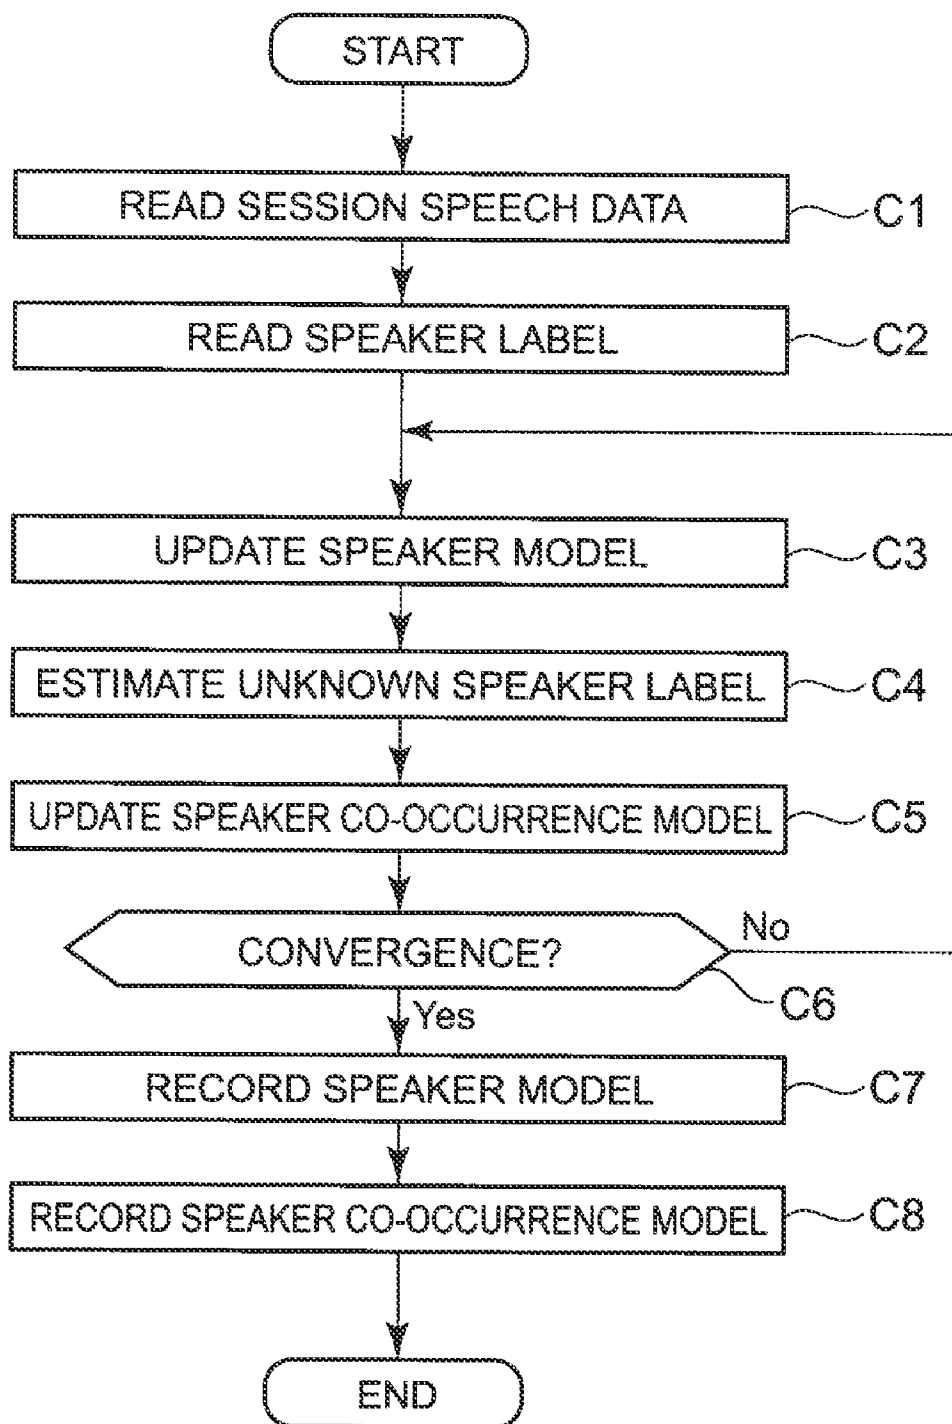 START
READ SESSION SPEECH DATA
C1
READ SPEAKER LABEL
C2
UPDATE SPEAKER MODEL
C3
ESTIMATE UNKNOWN SPEAKER LABEL
C4
UPDATE SPEAKER CO-OCCURRENCE MODEL
C5
CONVERGENCE?
No
C6
Yes
RECORD SPEAKER MODEL
C7
RECORD SPEAKER CO-OCCURRENCE MODEL
C8
END